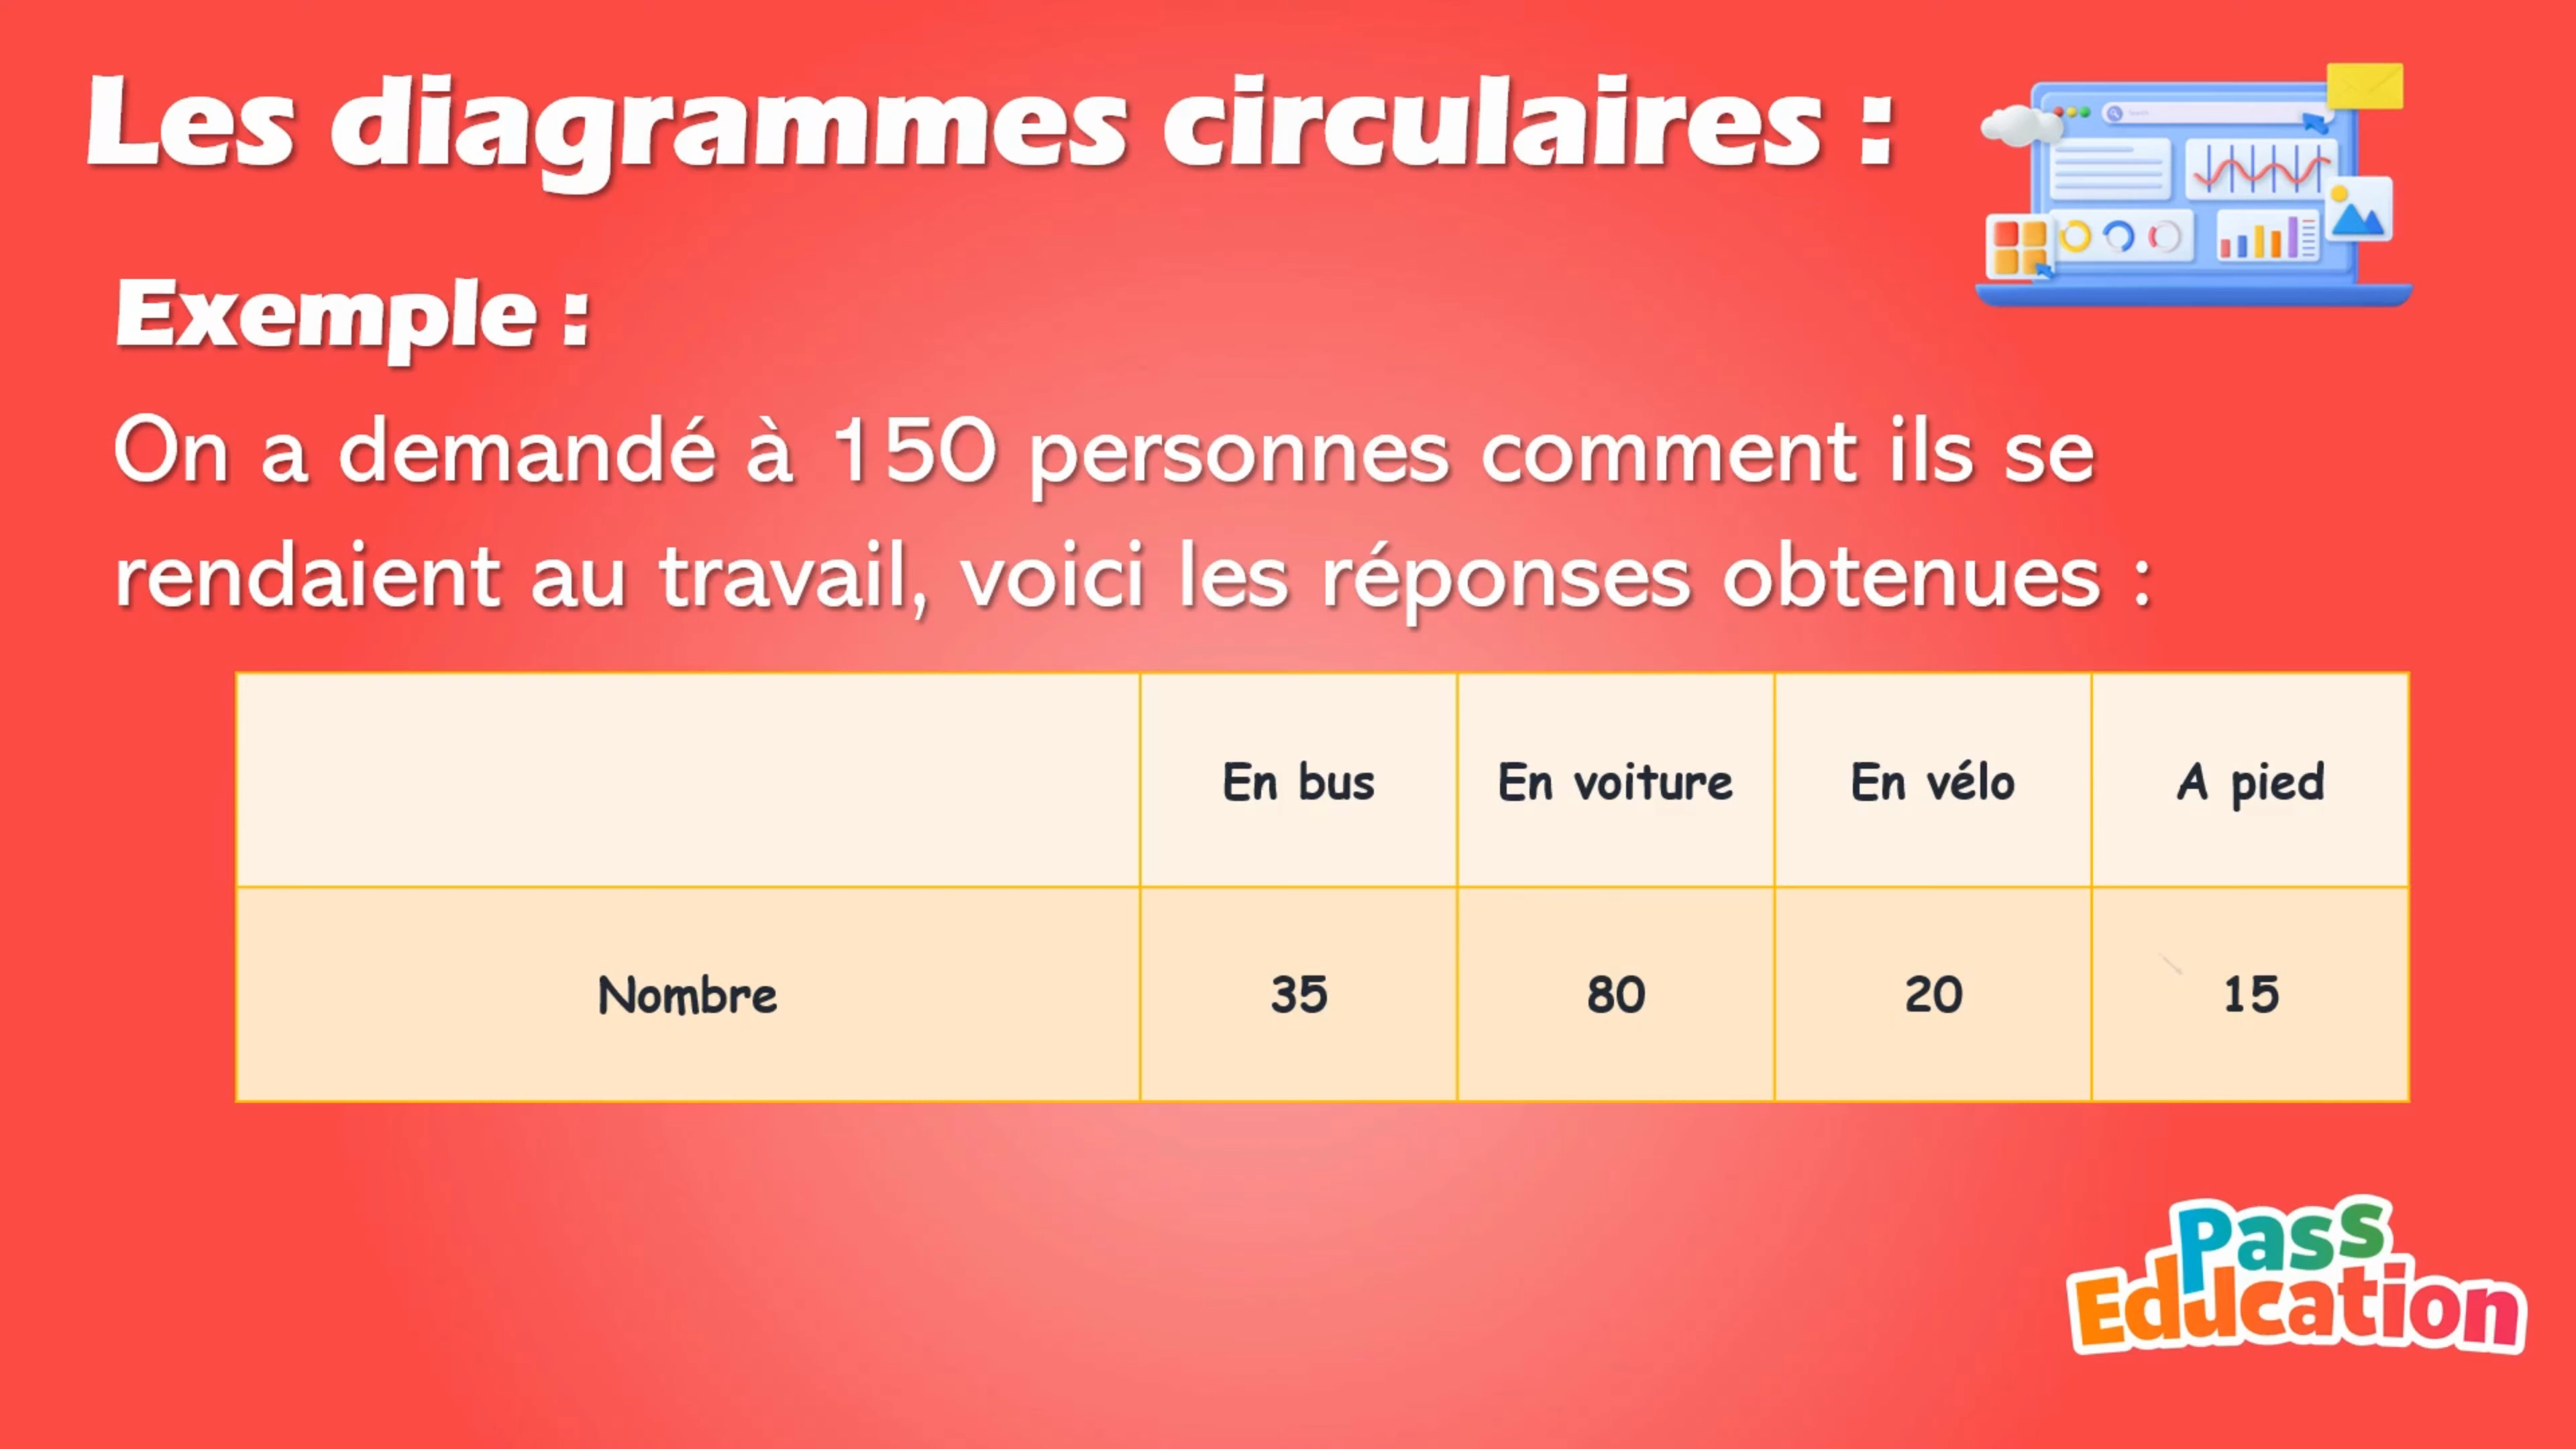 Les diagrammes circulaires :
Exemple :
On a demandé à 150 personnes comment ils se
rendaient au travail, voici les réponses obtenues :
En bus En voiture En vélo A pied
Nombre 35 80 20 15
Pass
Education